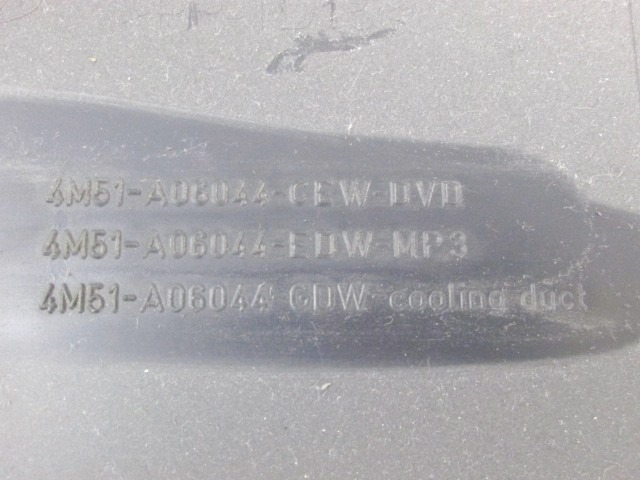 4M51-A06044-CEW-DVD
4M51-A06044-EDW-MP3
4M51-A06044 GDW-cooling duct